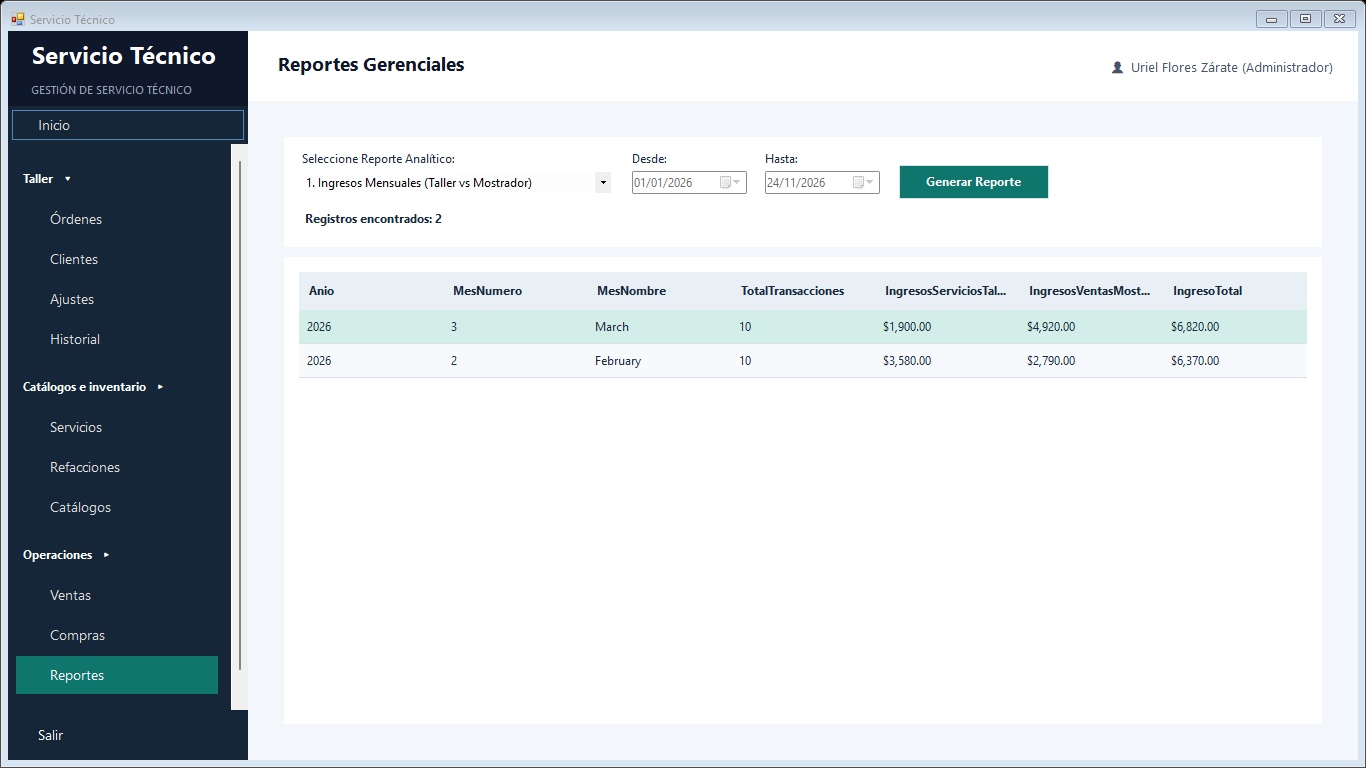 Servicio Técnico
Servicio Técnico
GESTIÓN DE SERVICIO TÉCNICO
Inicio
Taller
Órdenes
Clientes
Ajustes
Historial
Catálogos e inventario
Servicios
Refacciones
Catálogos
Operaciones
Ventas
Compras
Reportes
Salir
Reportes Gerenciales
Uriel Flores Zárate (Administrador)
Seleccione Reporte Analítico: Desde: Hasta:
1. Ingresos Mensuales (Taller vs Mostrador) 01/01/2026 24/11/2026 Generar Reporte
Registros encontrados: 2
Anio MesNumero MesNombre TotalTransacciones IngresosServiciosTal... IngresosVentasMost... IngresoTotal
2026 3 March 10 $1,900.00 $4,920.00 $6,820.00
2026 2 February 10 $3,580.00 $2,790.00 $6,370.00